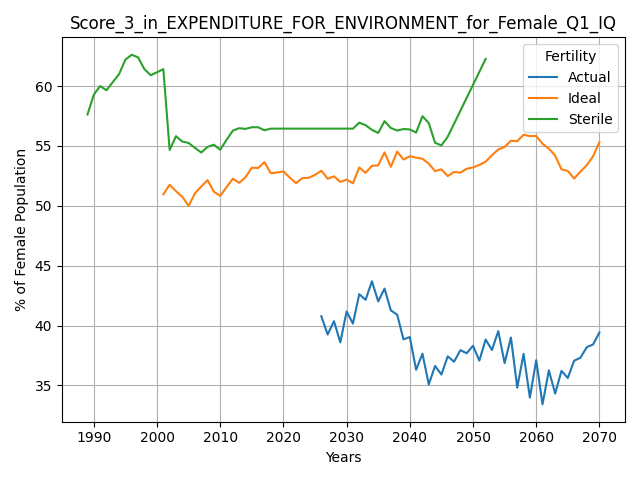 Score_3_in_EXPENDITURE_FOR_ENVIRONMENT_for_Female_Q1_IQ
% of Female Population
60
55
50
45
40
35
Fertility
Actual
Ideal
Sterile
1990 2000 2010 2020 2030 2040 2050 2060 2070
Years